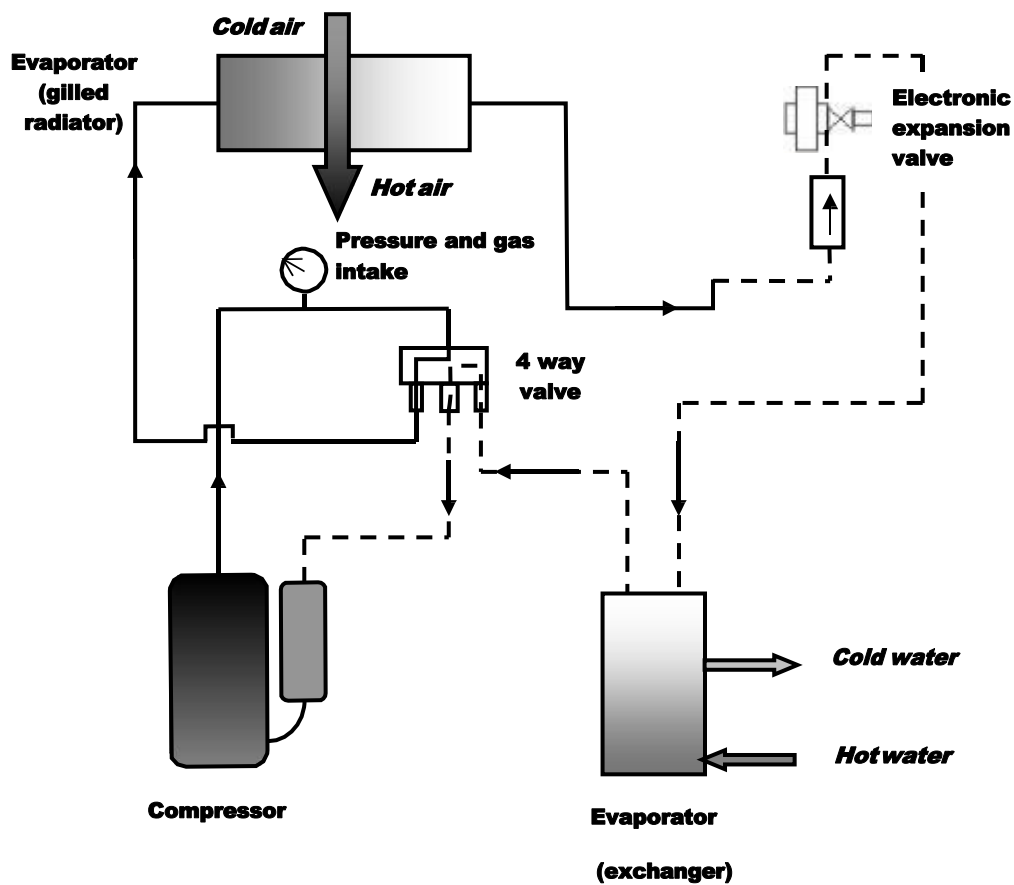 Cold air
Evaporator
(gilled
radiator)
Electronic
expansion
valve
Hot air
Pressure and gas
intake
4 way
valve
Cold water
Hot water
Compressor
Evaporator
(exchanger)